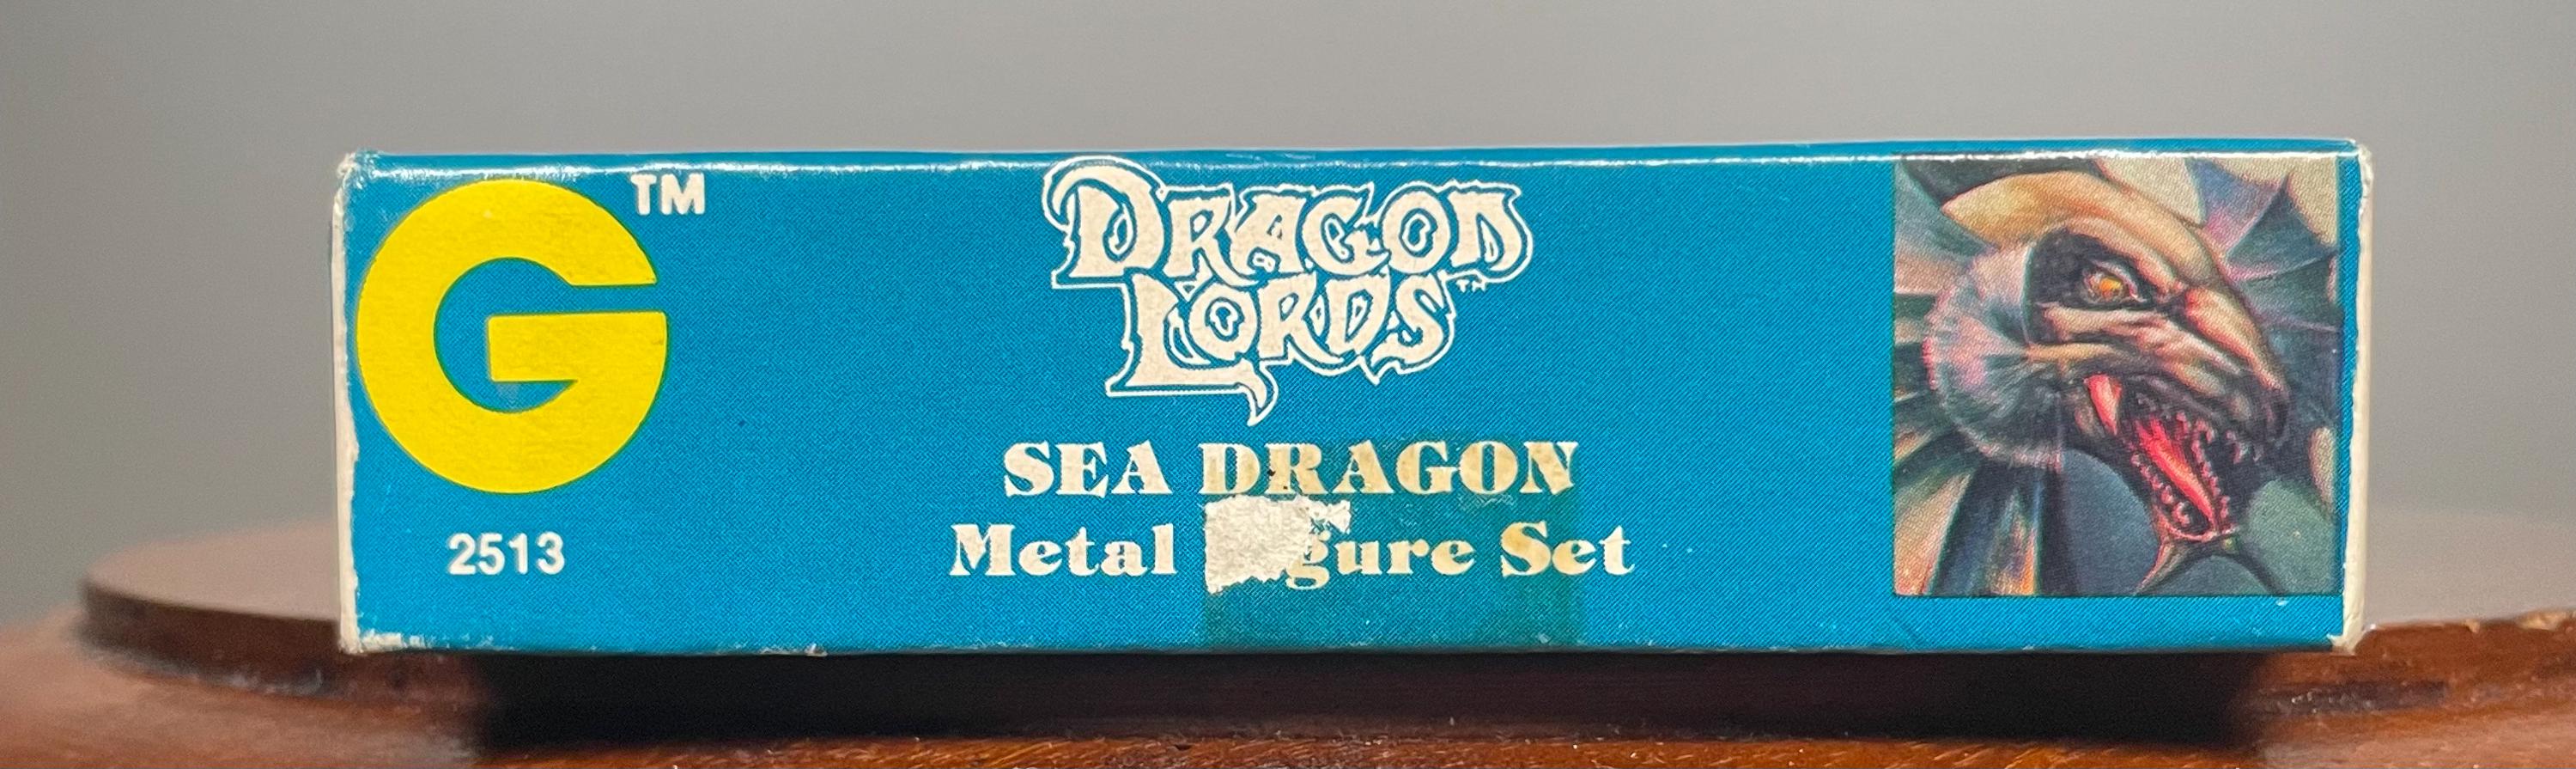 G™
2513
DRAGON
LORDS™
SEA DRAGON
Metal gure Set